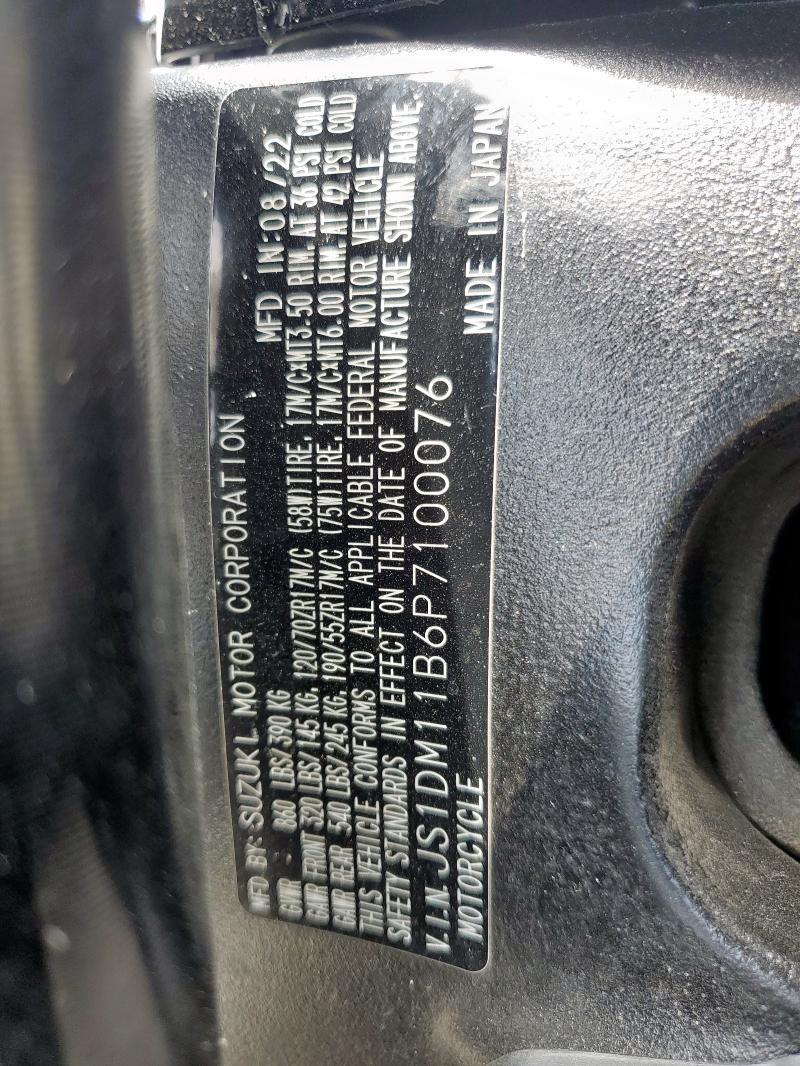 MFD BY: SUZUKI MOTOR CORPORATION MFD IN:08/22
GVWR : 860 LBS/ 390 KG
GAWR FRONT 320 LBS/ 145 KG, 120/70ZR17M/C (58W)TIRE, 17M/C×MT3.50 RIM, AT 36 PSI COLD
GAWR REAR 540 LBS/ 245 KG, 190/55ZR17M/C (75W)TIRE, 17M/C×MT6.00 RIM, AT 42 PSI COLD
THIS VEHICLE CONFORMS TO ALL APPLICABLE FEDERAL MOTOR VEHICLE
SAFETY STANDARDS IN EFFECT ON THE DATE OF MANUFACTURE SHOWN ABOVE.
V.I.N. JS1DM11B6P7100076
MOTORCYCLE MADE IN JAPAN